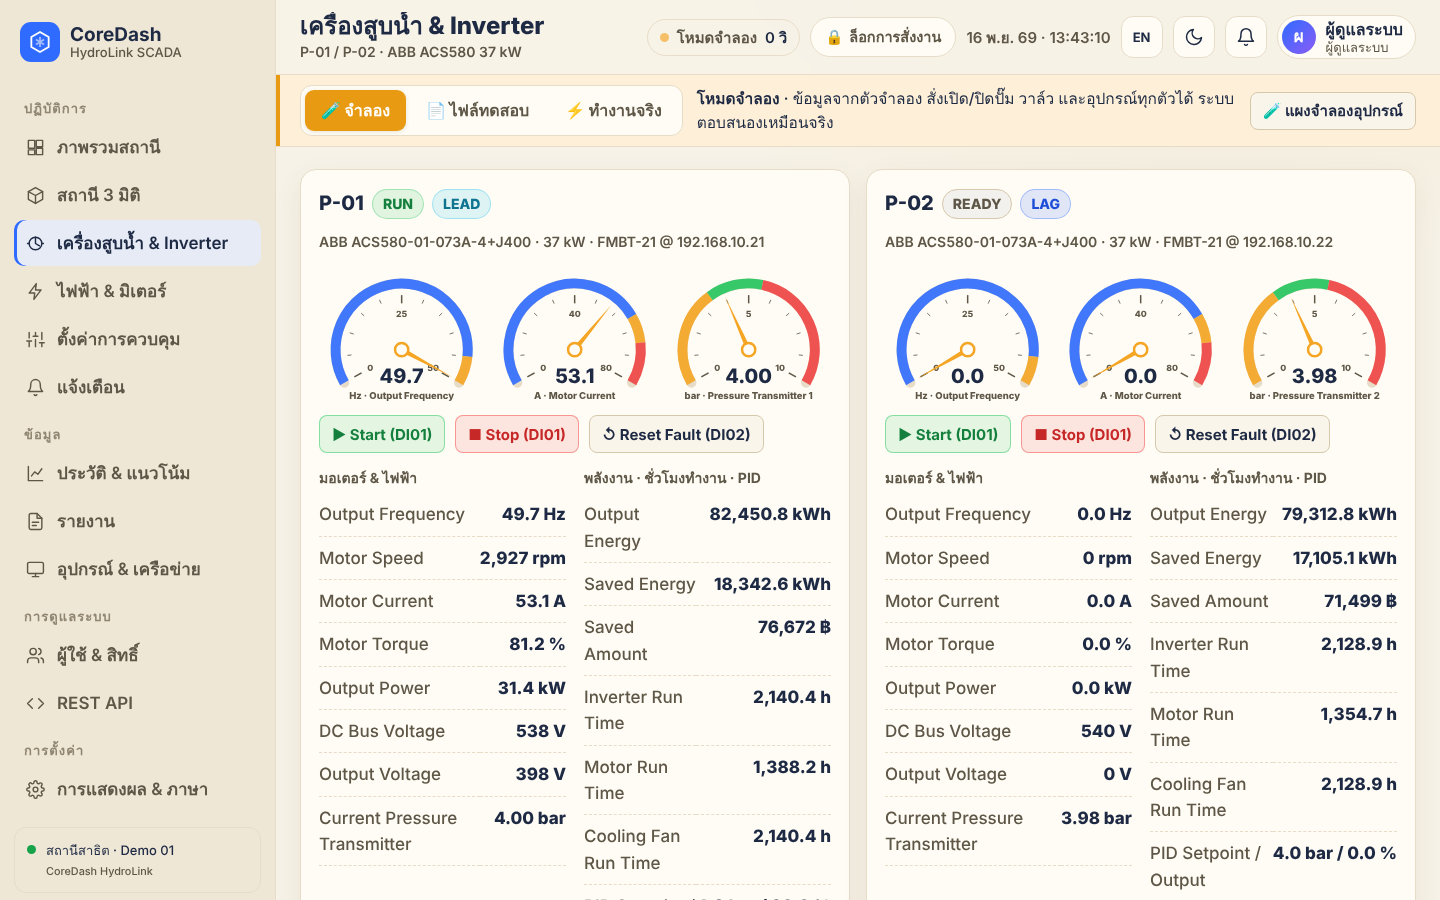 CoreDash
HydroLink SCADA
ปฏิบัติการ
ภาพรวมสถานี
สถานี 3 มิติ
เครื่องสูบน้ำ & Inverter
ไฟฟ้า & มิเตอร์
ตั้งค่าการควบคุม
แจ้งเตือน
ข้อมูล
ประวัติ & แนวโน้ม
รายงาน
อุปกรณ์ & เครือข่าย
การดูแลระบบ
ผู้ใช้ & สิทธิ์
REST API
การตั้งค่า
การแสดงผล & ภาษา
สถานีสาธิต · Demo 01
CoreDash HydroLink
เครื่องสูบน้ำ & Inverter
P-01 / P-02 · ABB ACS580 37 kW
โหมดจำลอง 0 วิ
🔒 ล็อกการสั่งงาน
16 พ.ย. 69 · 13:43:10
EN
ผ
ผู้ดูแลระบบ
ผู้ดูแลระบบ
🧪 จำลอง
📄 ไฟล์ทดสอบ
⚡ ทำงานจริง
โหมดจำลอง · ข้อมูลจากตัวจำลอง สั่งเปิด/ปิดปั๊ม วาล์ว และอุปกรณ์ทุกตัวได้ ระบบ
ตอบสนองเหมือนจริง
🧪 แผงจำลองอุปกรณ์
P-01 RUN LEAD
ABB ACS580-01-073A-4+J400 · 37 kW · FMBT-21 @ 192.168.10.21
25
0 49.7 50
Hz · Output Frequency
40
0 53.1 80
A · Motor Current
5
0 4.00 10
bar · Pressure Transmitter 1
▶ Start (DI01)
■ Stop (DI01)
↺ Reset Fault (DI02)
มอเตอร์ & ไฟฟ้า
Output Frequency 49.7 Hz
Motor Speed 2,927 rpm
Motor Current 53.1 A
Motor Torque 81.2 %
Output Power 31.4 kW
DC Bus Voltage 538 V
Output Voltage 398 V
Current Pressure 4.00 bar
Transmitter
พลังงาน · ชั่วโมงทำงาน · PID
Output 82,450.8 kWh
Energy
Saved Energy 18,342.6 kWh
Saved 76,672 ฿
Amount
Inverter Run 2,140.4 h
Time
Motor Run 1,388.2 h
Time
Cooling Fan 2,140.4 h
Run Time
P-02 READY LAG
ABB ACS580-01-073A-4+J400 · 37 kW · FMBT-21 @ 192.168.10.22
25
0 0.0 50
Hz · Output Frequency
40
0 0.0 80
A · Motor Current
5
0 3.98 10
bar · Pressure Transmitter 2
▶ Start (DI01)
■ Stop (DI01)
↺ Reset Fault (DI02)
มอเตอร์ & ไฟฟ้า
Output Frequency 0.0 Hz
Motor Speed 0 rpm
Motor Current 0.0 A
Motor Torque 0.0 %
Output Power 0.0 kW
DC Bus Voltage 540 V
Output Voltage 0 V
Current Pressure 3.98 bar
Transmitter
พลังงาน · ชั่วโมงทำงาน · PID
Output Energy 79,312.8 kWh
Saved Energy 17,105.1 kWh
Saved Amount 71,499 ฿
Inverter Run 2,128.9 h
Time
Motor Run 1,354.7 h
Time
Cooling Fan 2,128.9 h
Run Time
PID Setpoint / 4.0 bar / 0.0 %
Output